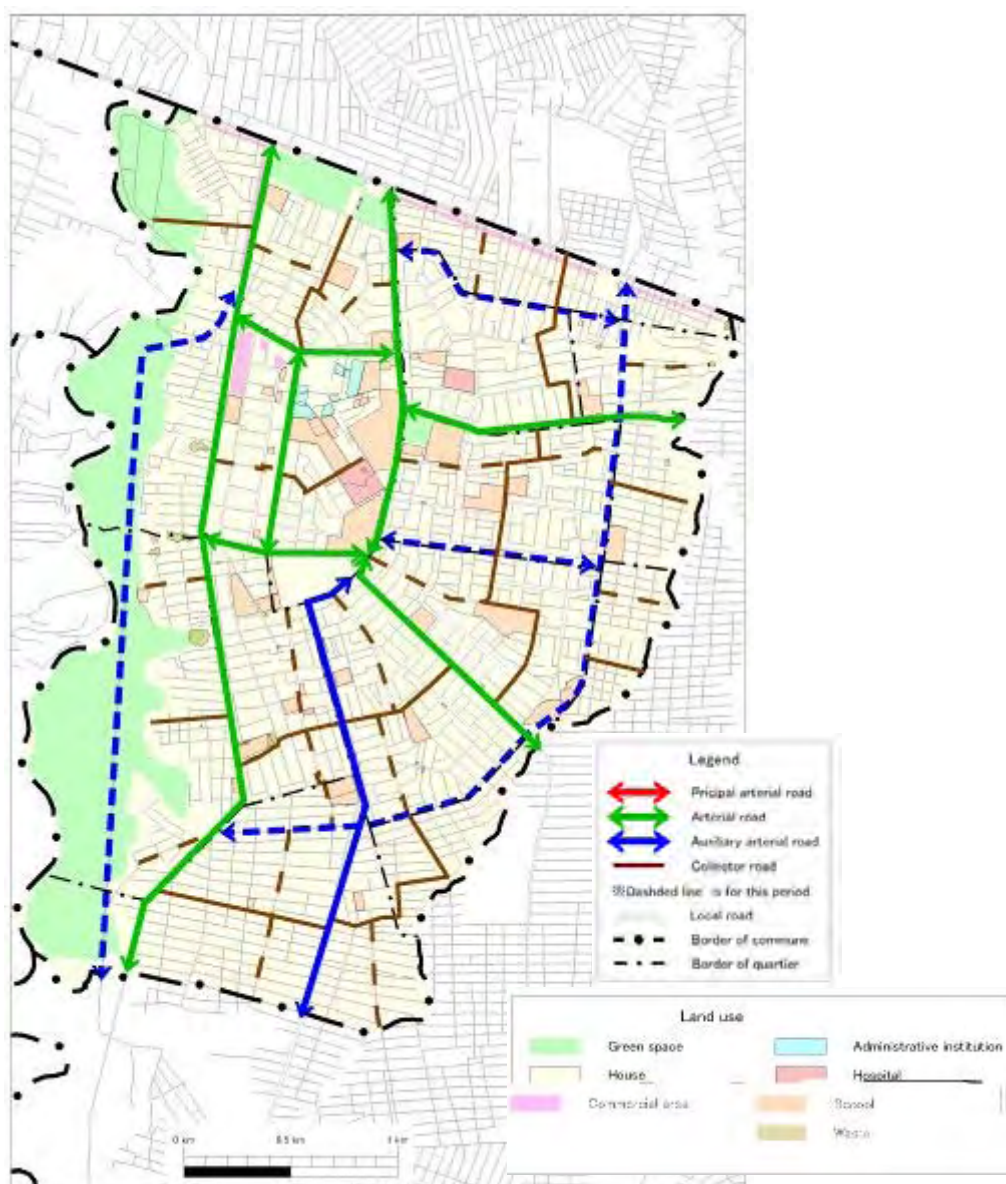 Legend
Pricipal arterial road
Arterial road
Auxiliary arterial road
Collector road
※Dashded line is for this period
Local road
Border of commune
Border of quartier
Land use
Green space
Administrative institution
House
Hospital
Commercial area
School
Waste
0 km
0.5 km
1 km